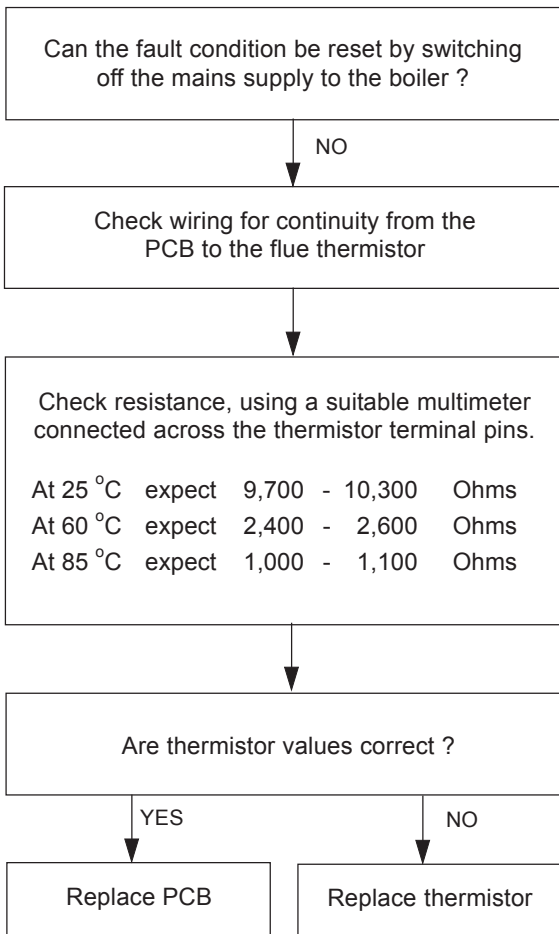 Can the fault condition be reset by switching
off the mains supply to the boiler ?
NO
Check wiring for continuity from the
PCB to the flue thermistor
Check resistance, using a suitable multimeter
connected across the thermistor terminal pins.
At 25 °C expect 9,700 - 10,300 Ohms
At 60 °C expect 2,400 - 2,600 Ohms
At 85 °C expect 1,000 - 1,100 Ohms
Are thermistor values correct ?
YES NO
Replace PCB Replace thermistor